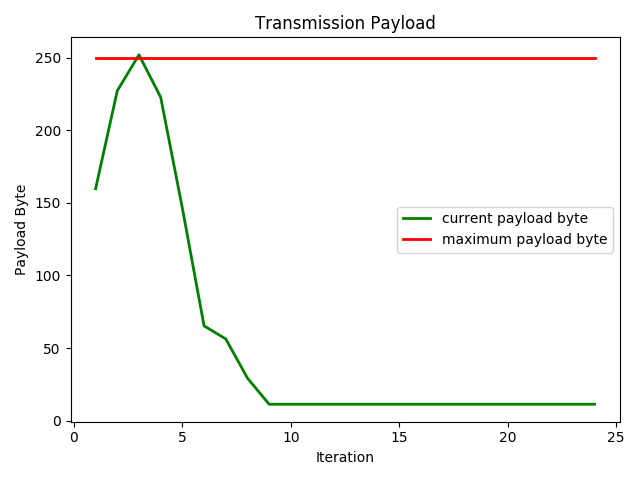 Transmission Payload
250
200
150
100
50
0
Payload Byte
current payload byte
maximum payload byte
0 5 10 15 20 25
Iteration